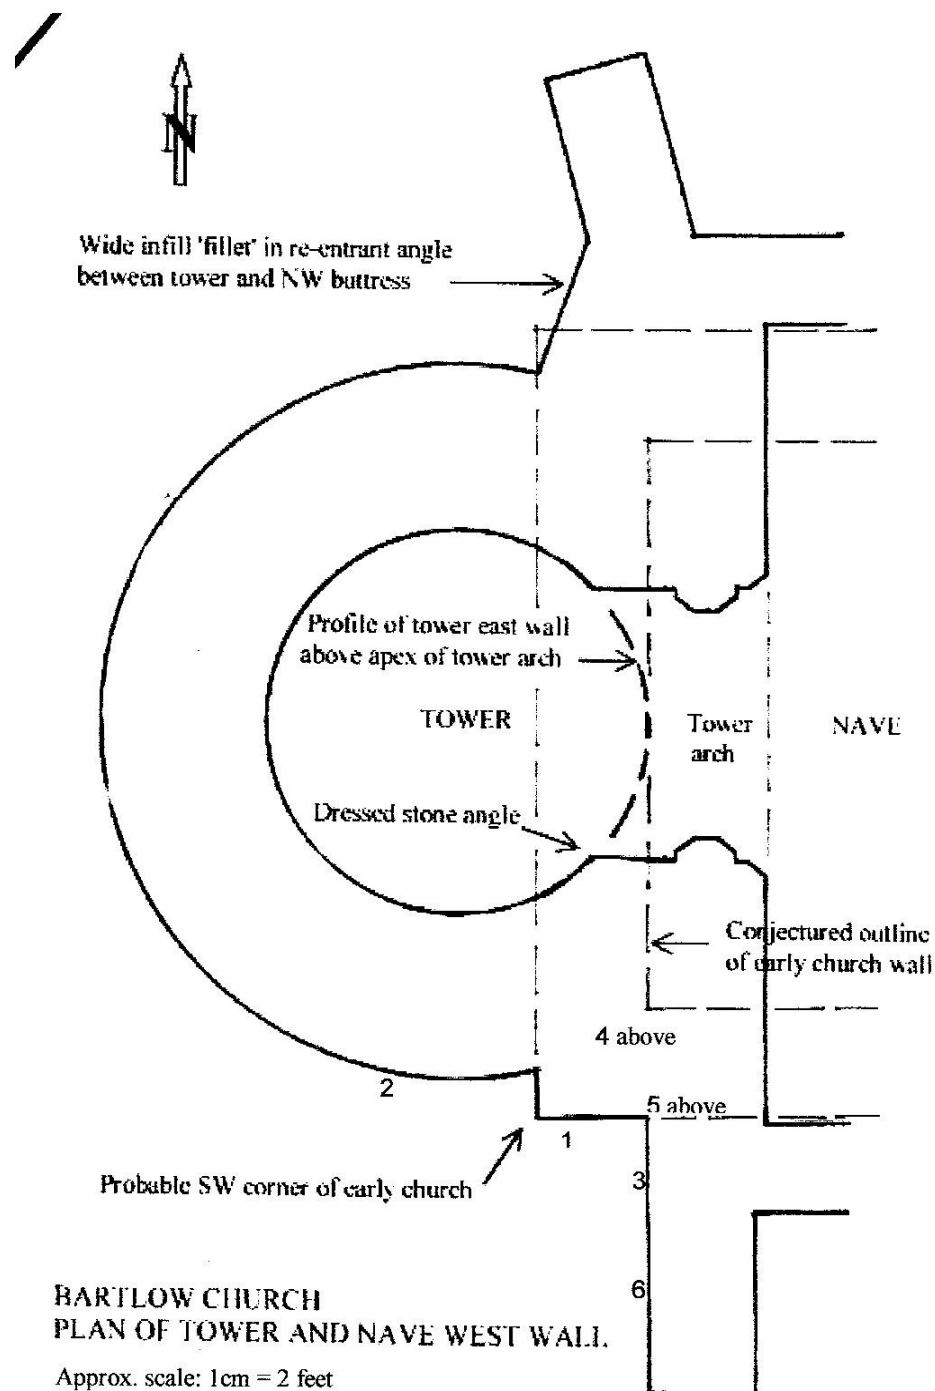 N
Wide infill 'fillet' in re-entrant angle
between tower and NW buttress
Profile of tower east wall
above apex of tower arch
TOWER
Tower
arch
NAVE
Dressed stone angle
Conjectured outline
of early church wall
4 above
2
5 above
1
Probable SW corner of early church
3
6
BARTLOW CHURCH
PLAN OF TOWER AND NAVE WEST WALL
Approx. scale: 1cm = 2 feet